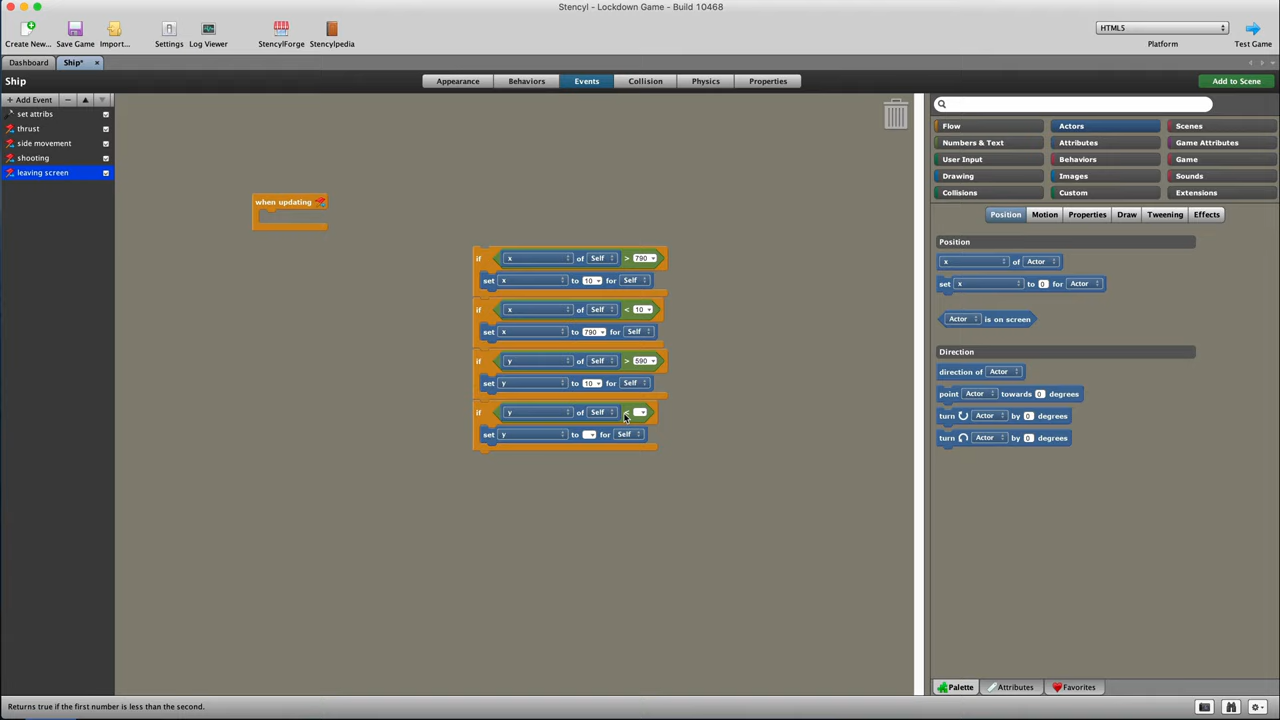 Stencyl - Lockdown Game - Build 10468
Create New... Save Game Import... Settings Log Viewer StencylForge Stencylpedia
HTML5
Platform
Test Game
Dashboard Ship* ×
Ship Appearance Behaviors Events Collision Physics Properties Add to Scene
+ Add Event
set attribs
thrust
side movement
shooting
leaving screen
when updating
if x of Self > 790
set x to 10 for Self
if x of Self < 10
set x to 790 for Self
if y of Self > 590
set y to 10 for Self
if y of Self <
set y to for Self
Flow Actors Scenes
Numbers & Text Attributes Game Attributes
User Input Behaviors Game
Drawing Images Sounds
Collisions Custom Extensions
Position Motion Properties Draw Tweening Effects
Position
x of Actor
set x to 0 for Actor
Actor is on screen
Direction
direction of Actor
point Actor towards 0 degrees
turn Actor by 0 degrees
turn Actor by 0 degrees
Palette Attributes Favorites
Returns true if the first number is less than the second.